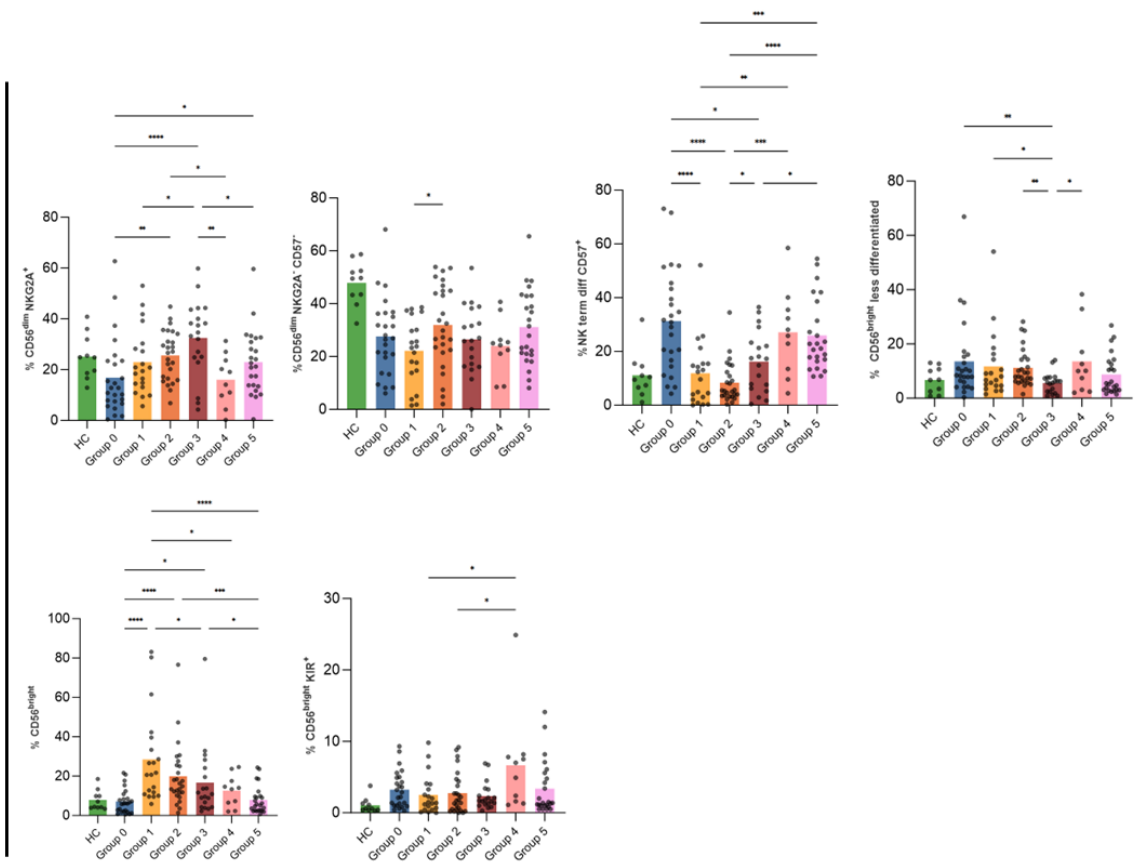 *
****
*
*
*
**
**
% CD56dim NKG2A+
80
60
40
20
0
HC
Group 0
Group 1
Group 2
Group 3
Group 4
Group 5
*
% CD56dim NKG2A- CD57-
80
60
40
20
0
HC
Group 0
Group 1
Group 2
Group 3
Group 4
Group 5
***
****
**
*
**** ***
**** * *
%NK term diff CD57+
80
60
40
20
0
HC
Group 0
Group 1
Group 2
Group 3
Group 4
Group 5
**
*
** *
% CD56bright less differentiated
80
60
40
20
0
HC
Group 0
Group 1
Group 2
Group 3
Group 4
Group 5
****
*
*
**** ***
**** * *
% CD56bright
100
80
60
40
20
0
HC
Group 0
Group 1
Group 2
Group 3
Group 4
Group 5
*
*
% CD56bright KIR+
30
20
10
0
HC
Group 0
Group 1
Group 2
Group 3
Group 4
Group 5